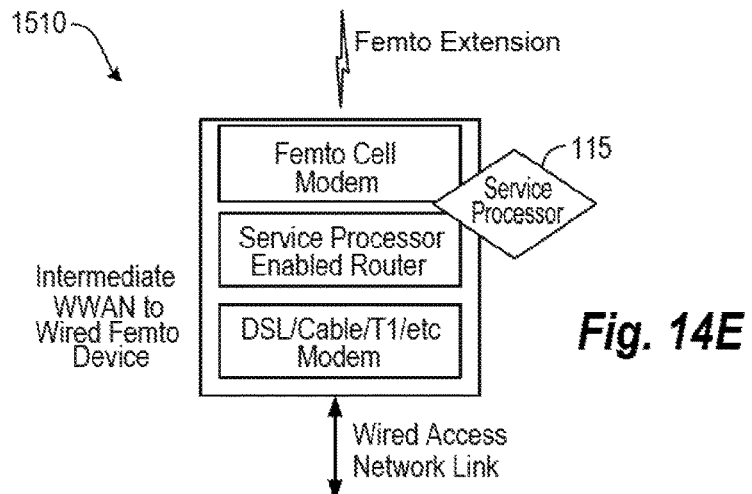 1510
Femto Extension
115
Femto Cell
Modem
Service
Processor
Service Processor
Enabled Router
Intermediate
WWAN to
Wired Femto
Device
DSL/Cable/T1/etc
Modem
Fig. 14E
Wired Access
Network Link